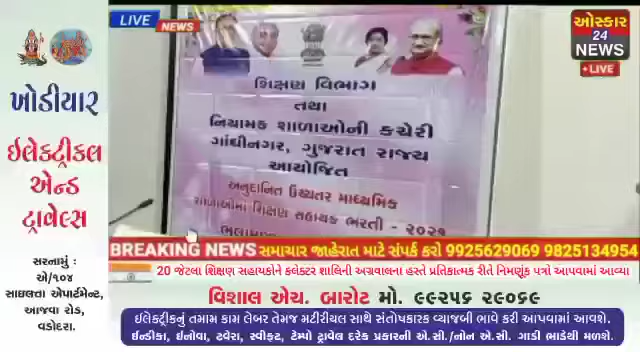 LIVE NEWS
ઓસ્કાર
24
NEWS
LIVE
ખોડીયાર
ઇલેક્ટ્રીકલ
એન્ડ
ટ્રાવેલ્સ
સરનામું :
એ/૧૦૪
સાઇલત્તા એપાર્ટમેન્ટ,
આજવા રોડ,
વડોદરા.
શિક્ષણ વિભાગ
તથા
નિયામક શાળાઓની કચેરી
ગાંધીનગર, ગુજરાત રાજ્ય
આયોજિત
અનુદાનિત ઉચ્ચતર માધ્યમિક
શાળાઓમાં શિક્ષણ સહાયક ભરતી - ૨૦૨૧
BREAKING NEWS સમાચાર જાહેરાત માટે સંપર્ક કરો 9925629069 9825134954
20 જેટલા શિક્ષણ સહાયકોને કલેક્ટર શાલિની અગ્રવાલના હસ્તે પ્રતિકાત્મક રીતે નિમણૂંક પત્રો આપવામાં આવ્યા
વિશાલ એચ. બારોટ મો. ૯૯૨૫૬ ૨૯૦૬૯
ઇલેક્ટ્રીકનું તમામ કામ લેબર તેમજ મટીરીયલ સાથે સંતોષકારક વ્યાજબી ભાવે કરી આપવામાં આવશે.
ઈન્ડીકા, ઈનોવા, ટવેરા, સ્વીફ્ટ, ટેમ્પો ટ્રાવેલ દરેક પ્રકારની એ.સી./નોન એ.સી. ગાડી ભાડેથી મળશે.